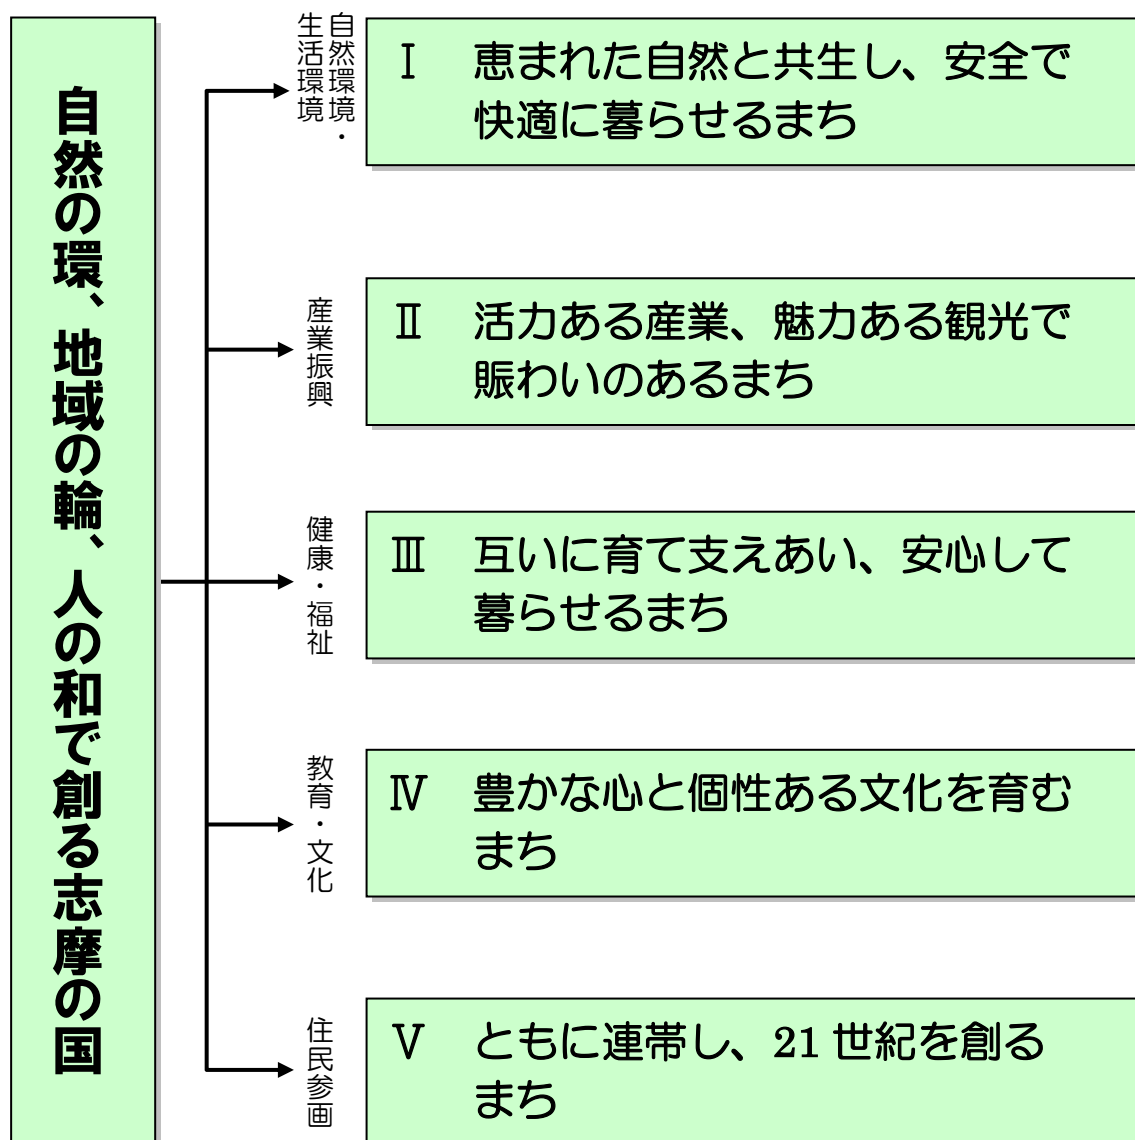 自然の環、地域の輪、人の和で創る志摩の国
自然環境・
生活環境
Ⅰ 恵まれた自然と共生し、安全で
快適に暮らせるまち
産業振興
Ⅱ 活力ある産業、魅力ある観光で
賑わいのあるまち
健康・福祉
Ⅲ 互いに育て支えあい、安心して
暮らせるまち
教育・文化
Ⅳ 豊かな心と個性ある文化を育む
まち
住民参画
Ⅴ ともに連帯し、21 世紀を創る
まち